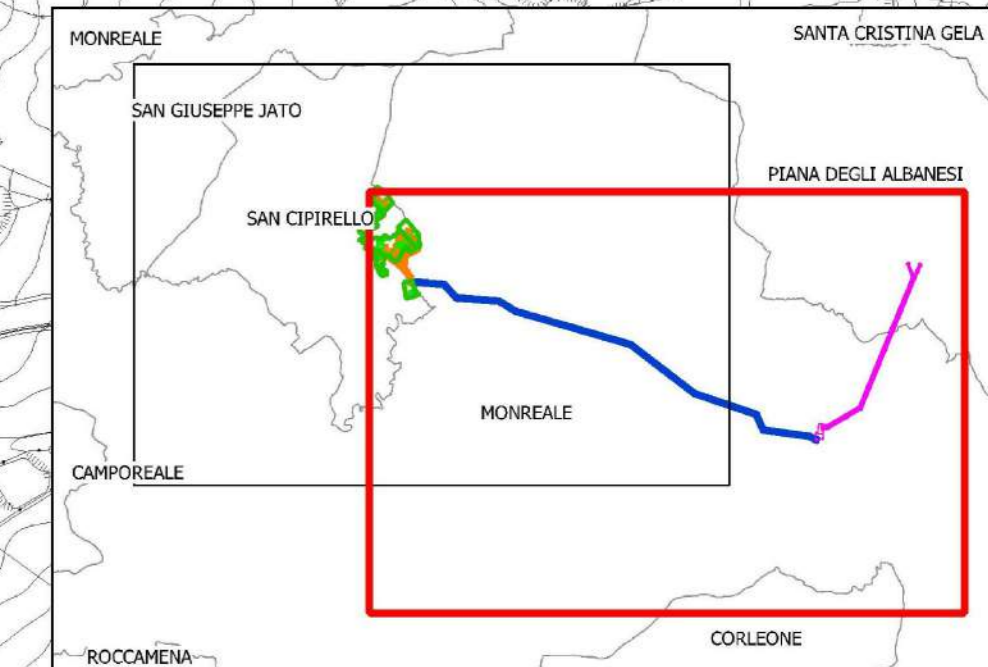 MONREALE
SANTA CRISTINA GELA
SAN GIUSEPPE JATO
PIANA DEGLI ALBANESI
SAN CIPIRELLO
MONREALE
CAMPOREALE
CORLEONE
ROCCAMENA